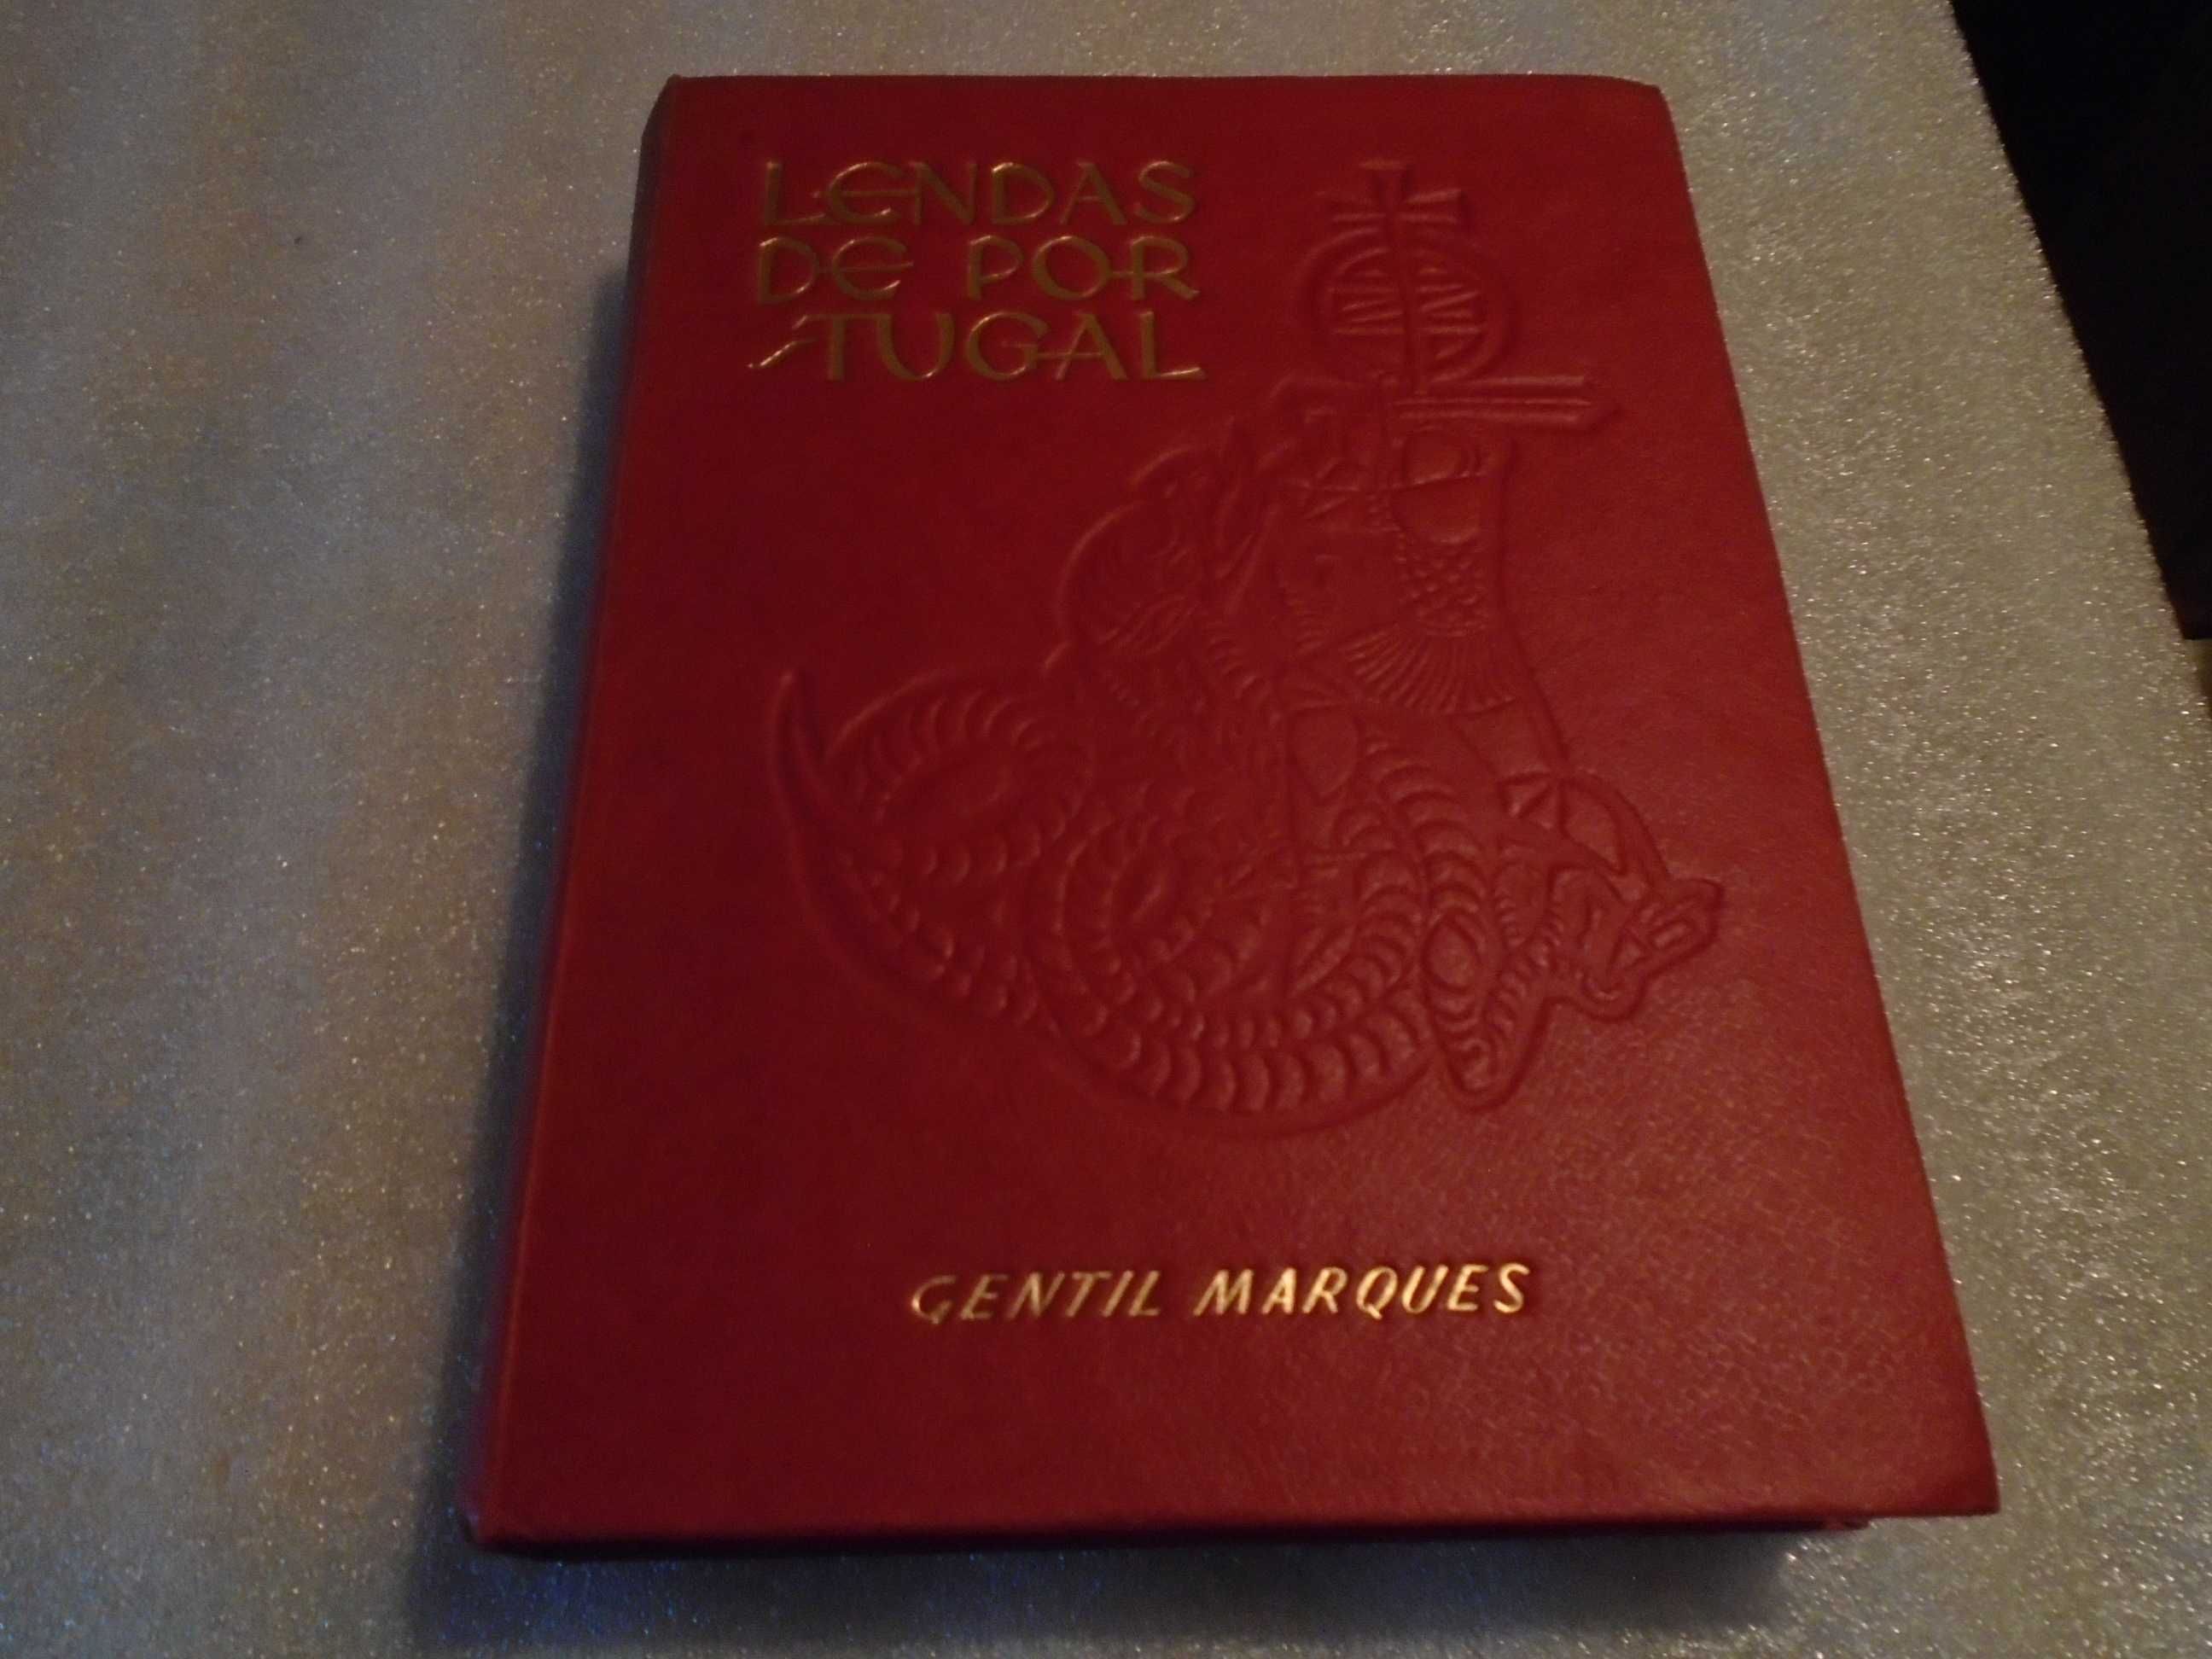 LENDAS
DE POR
TUGAL
GENTIL MARQUES